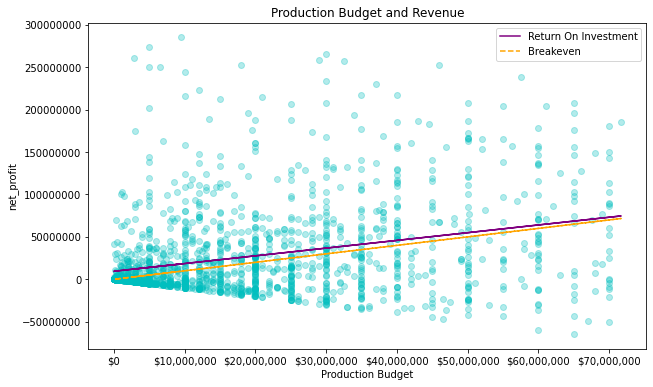 Production Budget and Revenue
Return On Investment
Breakeven
net_profit
300000000
250000000
200000000
150000000
100000000
50000000
0
−50000000
$0 $10,000,000 $20,000,000 $30,000,000 $40,000,000 $50,000,000 $60,000,000 $70,000,000
Production Budget